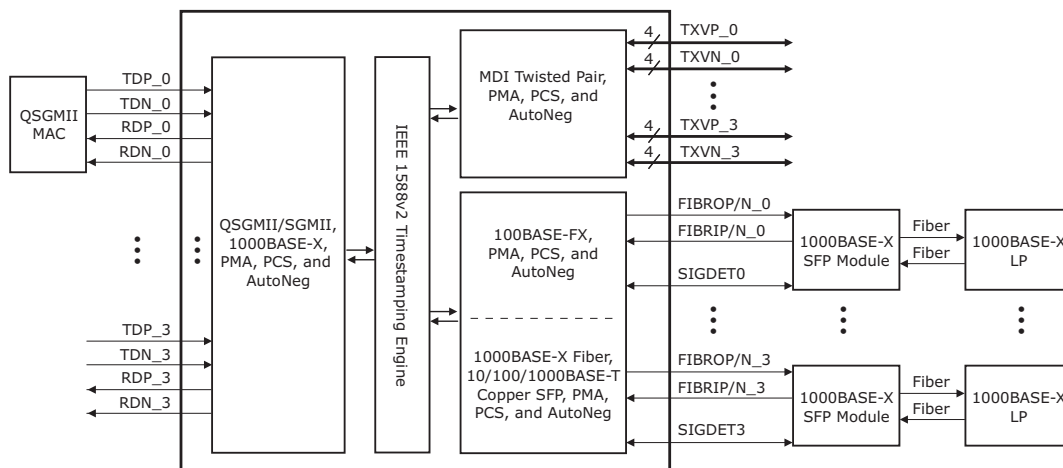 QSGMII
MAC
TDP_0
TDN_0
RDP_0
RDN_0
TDP_3
TDN_3
RDP_3
RDN_3
QSGMII/SGMII,
1000BASE-X,
PMA, PCS, and
AutoNeg
IEEE 1588v2 Timestamping Engine
MDI Twisted Pair,
PMA, PCS, and
AutoNeg
4 TXVP_0
4 TXVN_0
4 TXVP_3
4 TXVN_3
100BASE-FX,
PMA, PCS, and
AutoNeg
1000BASE-X Fiber,
10/100/1000BASE-T
Copper SFP, PMA,
PCS, and AutoNeg
FIBROP/N_0
FIBRIP/N_0
SIGDET0
1000BASE-X
SFP Module
Fiber
Fiber
1000BASE-X
LP
FIBROP/N_3
FIBRIP/N_3
SIGDET3
1000BASE-X
SFP Module
Fiber
Fiber
1000BASE-X
LP